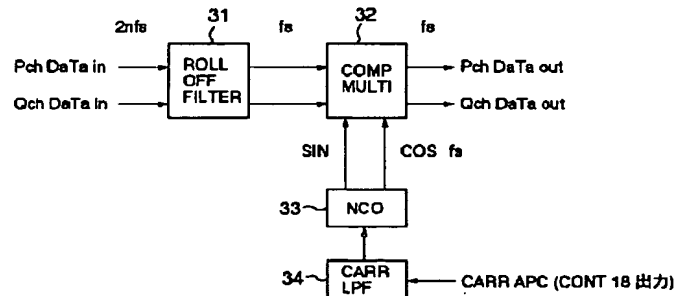 31
32
2nfs
fs
fs
Pch DaTa in
ROLL
OFF
FILTER
COMP
MULTI
Pch DaTa out
Qch DaTa in
Qch DaTa out
SIN
COS fs
33
NCO
34
CARR
LPF
CARR APC (CONT 18 出力)